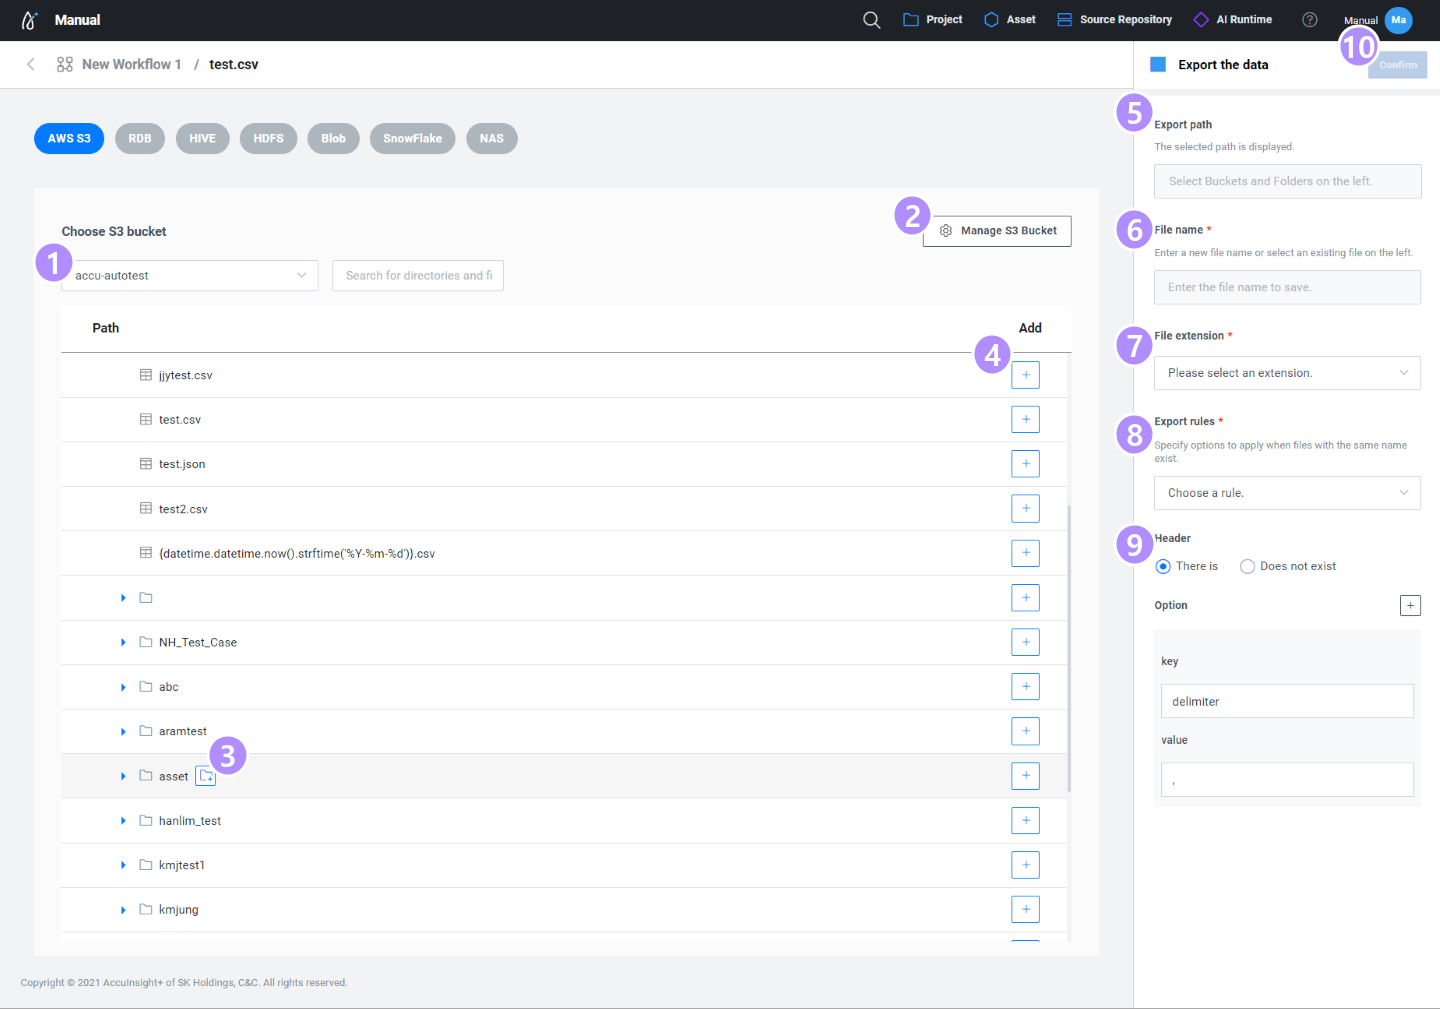 Manual
Project
Asset
Source Repository
AI Runtime
?
Manual
Ma
10
New Workflow 1 / test.csv
Export the data
Confirm
AWS S3
RDB
HIVE
HDFS
Blob
SnowFlake
NAS
2
Choose S3 bucket
Manage S3 Bucket
1
accu-autotest
Search for directories and fi
Path
Add
4
jjytest.csv
test.csv
test.json
test2.csv
{datetime.datetime.now().strftime('%Y-%m-%d')}.csv
NH_Test_Case
abc
aramtest
3
asset
hanlim_test
kmjtest1
kmjung
5
Export path
The selected path is displayed.
Select Buckets and Folders on the left.
6
File name *
Enter a new file name or select an existing file on the left.
Enter the file name to save.
7
File extension *
Please select an extension.
8
Export rules *
Specify options to apply when files with the same name
exist.
Choose a rule.
9
Header
There is
Does not exist
Option
+
key
delimiter
value
,
Copyright © 2021 AccuInsight+ of SK Holdings, C&C. All rights reserved.